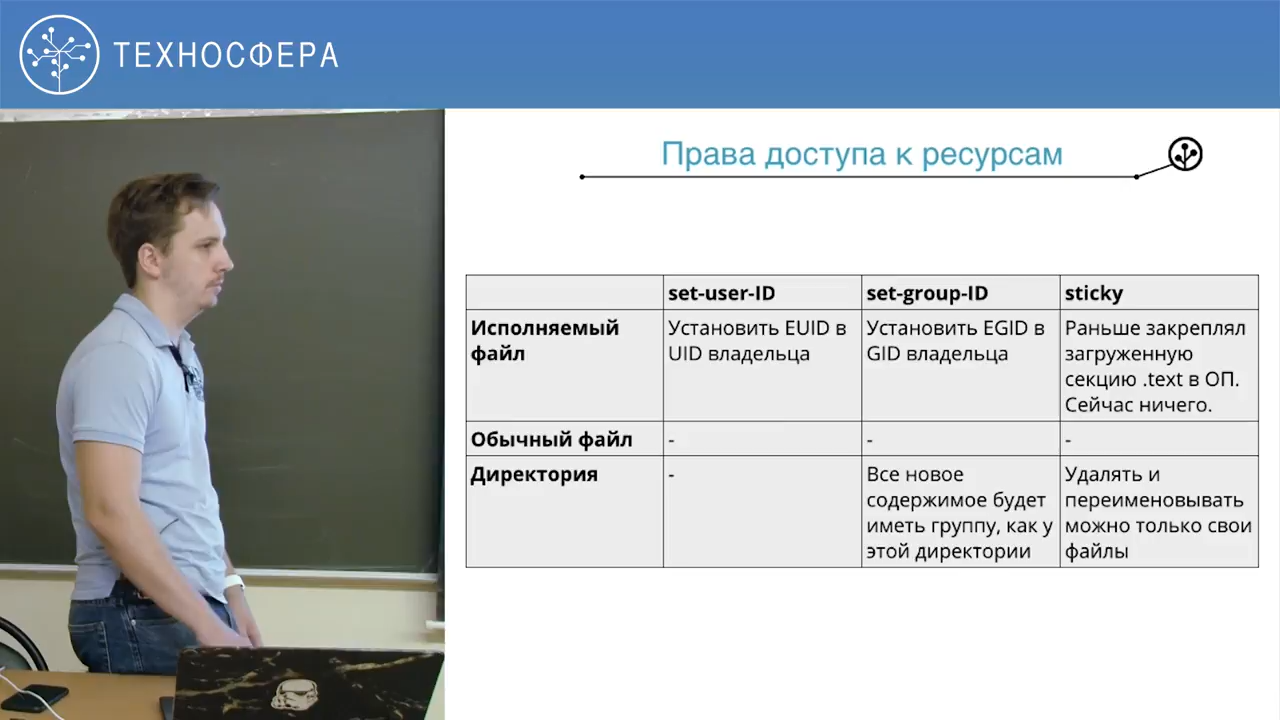 ТЕХНОСФЕРА
Права доступа к ресурсам
set-user-ID
set-group-ID
sticky
Исполняемый
файл
Установить EUID в
UID владельца
Установить EGID в
GID владельца
Раньше закреплял
загруженную
секцию .text в ОП.
Сейчас ничего.
Обычный файл
-
-
-
Директория
-
Все новое
содержимое будет
иметь группу, как у
этой директории
Удалять и
переименовывать
можно только свои
файлы